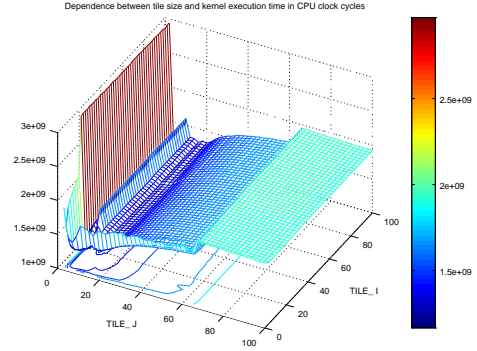 Dependence between tile size and kernel execution time in CPU clock cycles
3e+09
2.5e+09
2e+09
1.5e+09
1e+09
0
20
40
60
80
100
TILE_ J
0
20
40
60
80
100
TILE_ I
2.5e+09
2e+09
1.5e+09